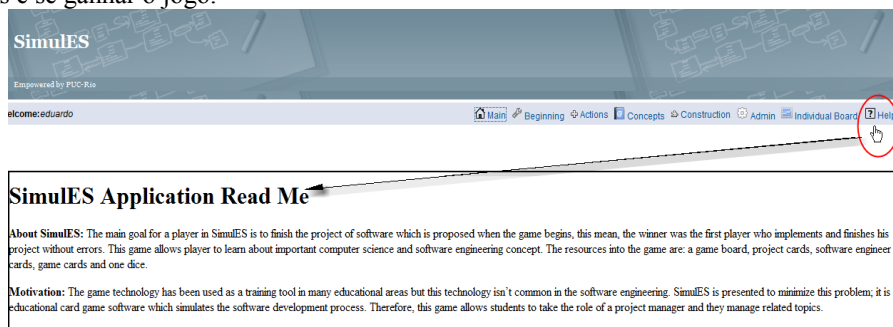 s e se ganhar o jogo.
SimulES
Empowered by PUC-Rio
elcome:eduardo Main Beginning Actions Concepts Construction Admin Individual Board Help
SimulES Application Read Me
About SimulES: The main goal for a player in SimulES is to finish the project of software which is proposed when the game begins, this mean, the winner was the first player who implements and finishes his
project without errors. This game allows player to learn about important computer science and software engineering concept. The resources into the game are: a game board, project cards, software engineer
cards, game cards and one dice.
Motivation: The game technology has been used as a training tool in many educational areas but this technology isn't common in the software engineering. SimulES is presented to minimize this problem; it is
educational card game software which simulates the software development process. Therefore, this game allows students to take the role of a project manager and they manage related topics.